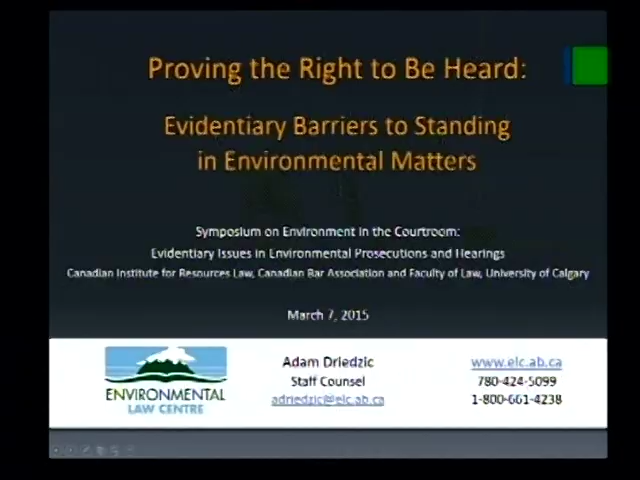 Proving the Right to Be Heard:
Evidentiary Barriers to Standing
in Environmental Matters
Symposium on Environment in the Courtroom:
Evidentiary Issues in Environmental Prosecutions and Hearings
Canadian Institute for Resources Law, Canadian Bar Association and Faculty of Law, University of Calgary
March 7, 2015
ENVIRONMENTAL
LAW CENTRE
Adam Driedzic
Staff Counsel
adriedzic@elc.ab.ca
www.elc.ab.ca
780-424-5099
1-800-661-4238